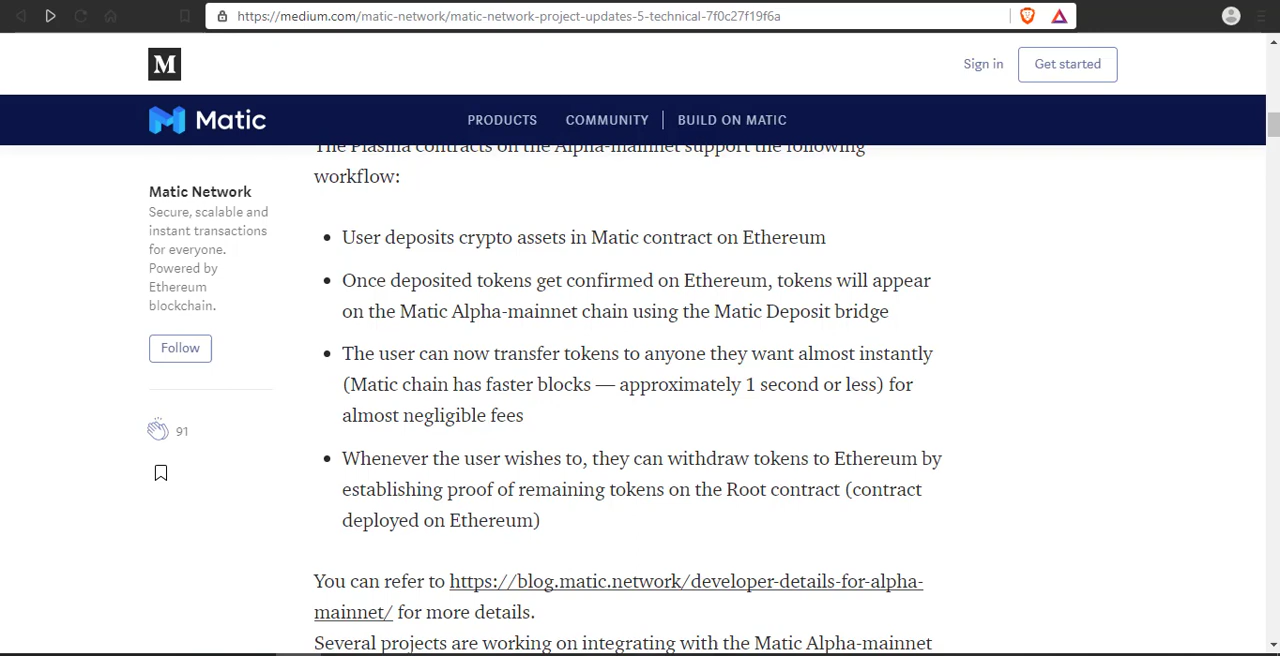 https://medium.com/matic-network/matic-network-project-updates-5-technical-7f0c27f19f6a
M
Sign in
Get started
Matic
PRODUCTS
COMMUNITY
BUILD ON MATIC
The Plasma contracts on the Alpha-mainnet support the following
workflow:
Matic Network
Secure, scalable and
instant transactions
for everyone.
Powered by
Ethereum
blockchain.
Follow
91
• User deposits crypto assets in Matic contract on Ethereum
• Once deposited tokens get confirmed on Ethereum, tokens will appear
on the Matic Alpha-mainnet chain using the Matic Deposit bridge
• The user can now transfer tokens to anyone they want almost instantly
(Matic chain has faster blocks — approximately 1 second or less) for
almost negligible fees
• Whenever the user wishes to, they can withdraw tokens to Ethereum by
establishing proof of remaining tokens on the Root contract (contract
deployed on Ethereum)
You can refer to https://blog.matic.network/developer-details-for-alpha-
mainnet/ for more details.
Several projects are working on integrating with the Matic Alpha-mainnet